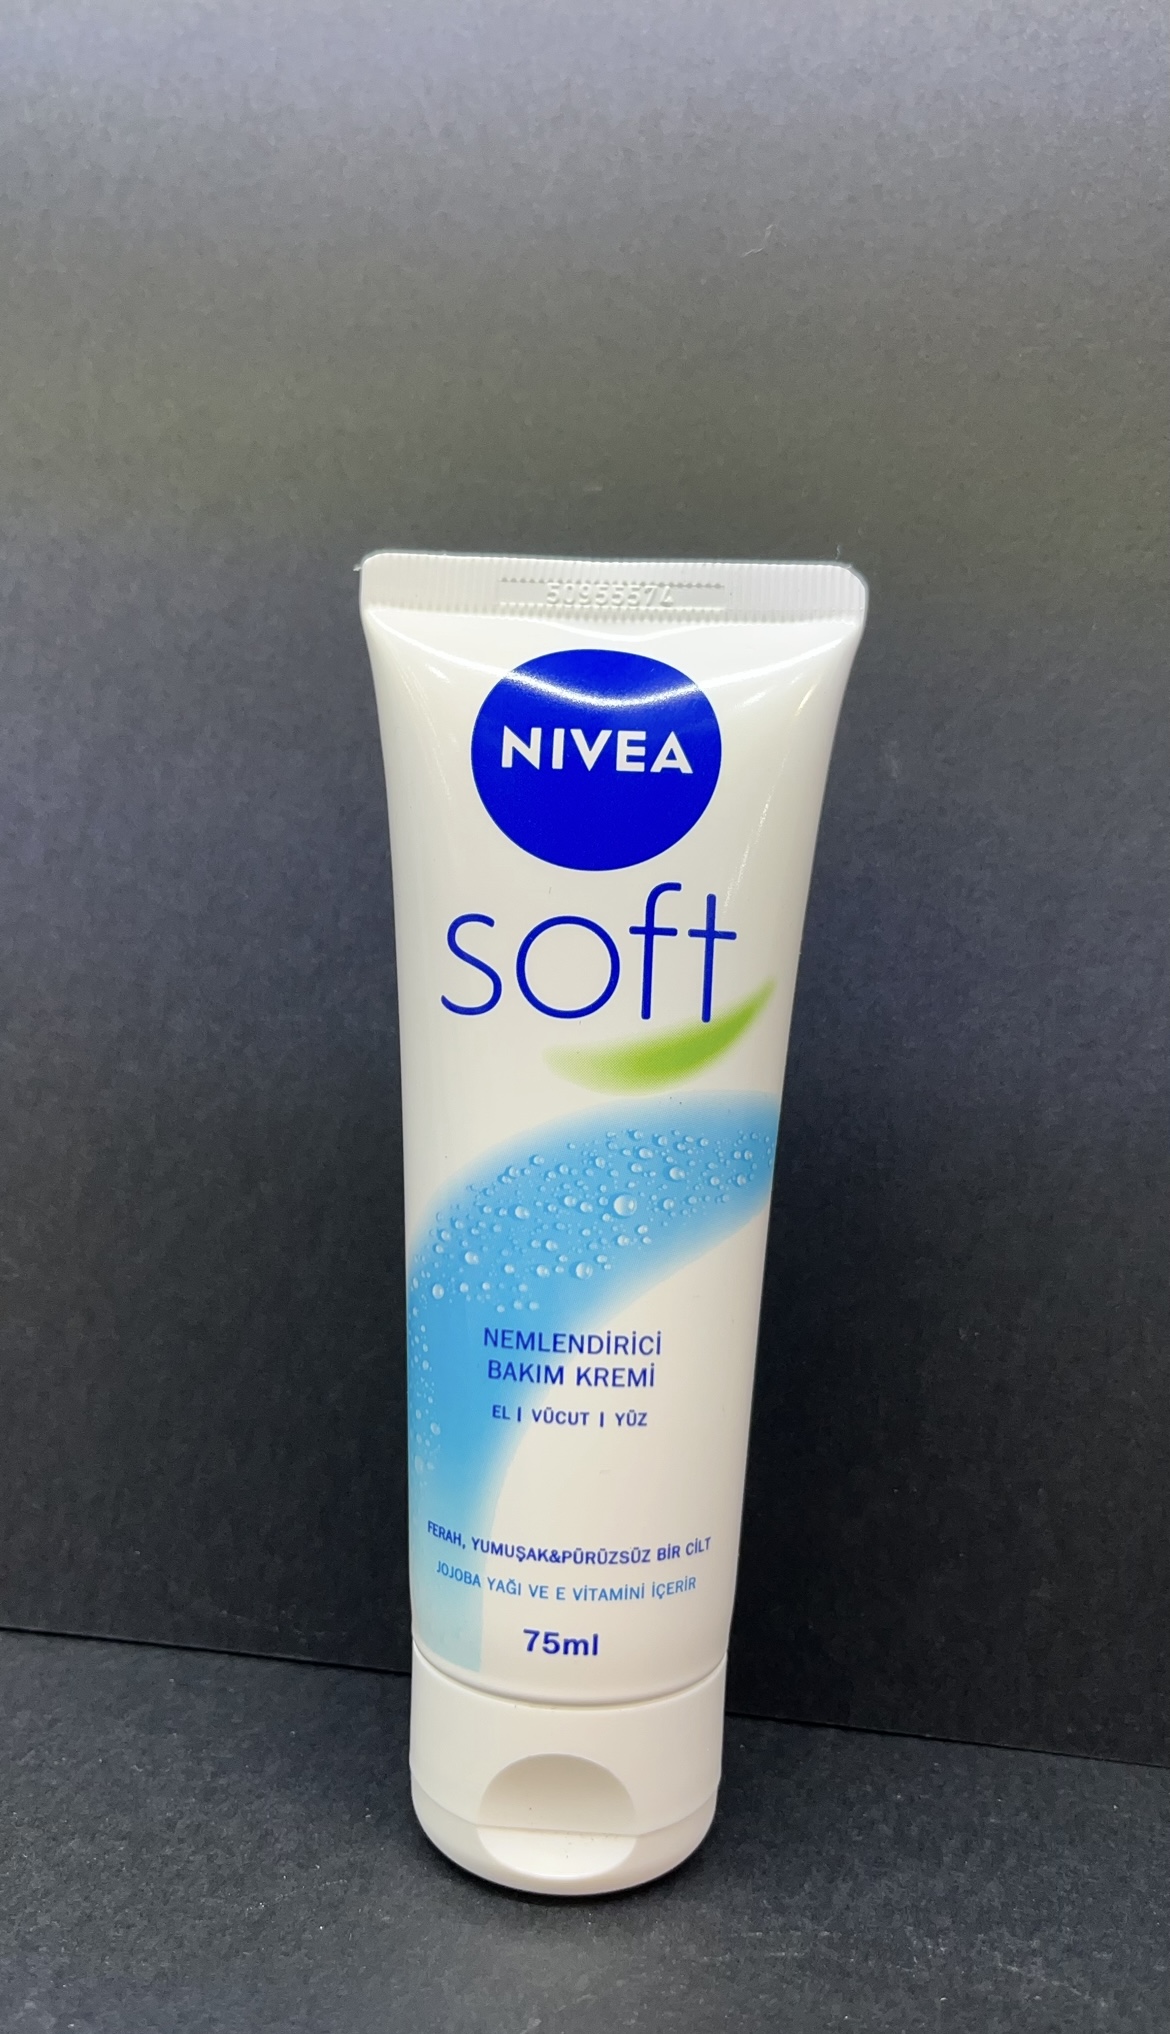 50955574
NIVEA
soft
NEMLENDİRİCİ
BAKIM KREMİ
EL | VÜCUT | YÜZ
FERAH, YUMUŞAK&PÜRÜZSÜZ BİR CİLT
JOJOBA YAĞI VE E VİTAMİNİ İÇERİR
75ml